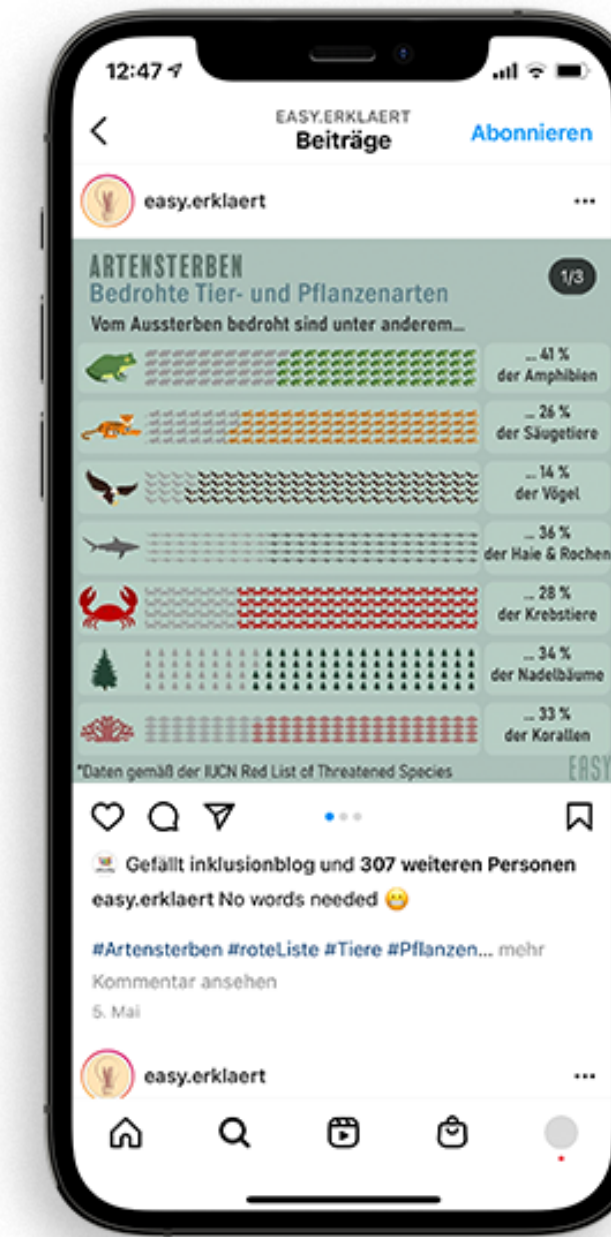 12:47
EASY.ERKLAERT
Beiträge
Abonnieren
easy.erklaert
ARTENSTERBEN
1/3
Bedrohte Tier- und Pflanzenarten
Vom Aussterben bedroht sind unter anderem...
... 41 %
der Amphibien
... 26 %
der Säugetiere
... 14 %
der Vögel
... 36 %
der Haie & Rochen
... 28 %
der Krebstiere
... 34 %
der Nadelbäume
... 33 %
der Korallen
*Daten gemäß der IUCN Red List of Threatened Species
EASY
Gefällt inklusionblog und 307 weiteren Personen
easy.erklaert No words needed 😬
#Artensterben #roteListe #Tiere #Pflanzen... mehr
Kommentar ansehen
5. Mai
easy.erklaert